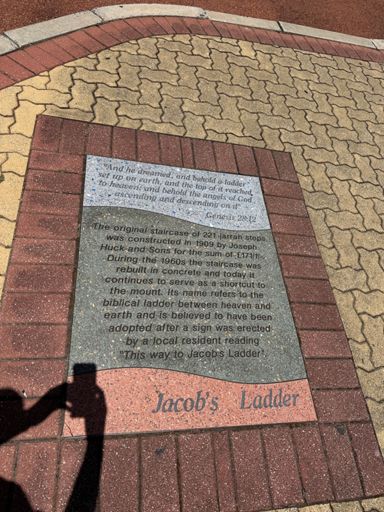 "And he dreamed, and behold a ladder
set up on earth, and the top of it reached
to heaven; and behold the angels of God
ascending and descending on it"
Genesis 28:12
The original staircase of 221 jarrah steps
was constructed in 1909 by Joseph
Huck and Sons for the sum of £171/1/-
During the 1960s the staircase was
rebuilt in concrete and today it
continues to serve as a shortcut to
the mount. Its name refers to the
biblical ladder between heaven and
earth and is believed to have been
adopted after a sign was erected
by a local resident reading
"This way to Jacob's Ladder".
Jacob's Ladder